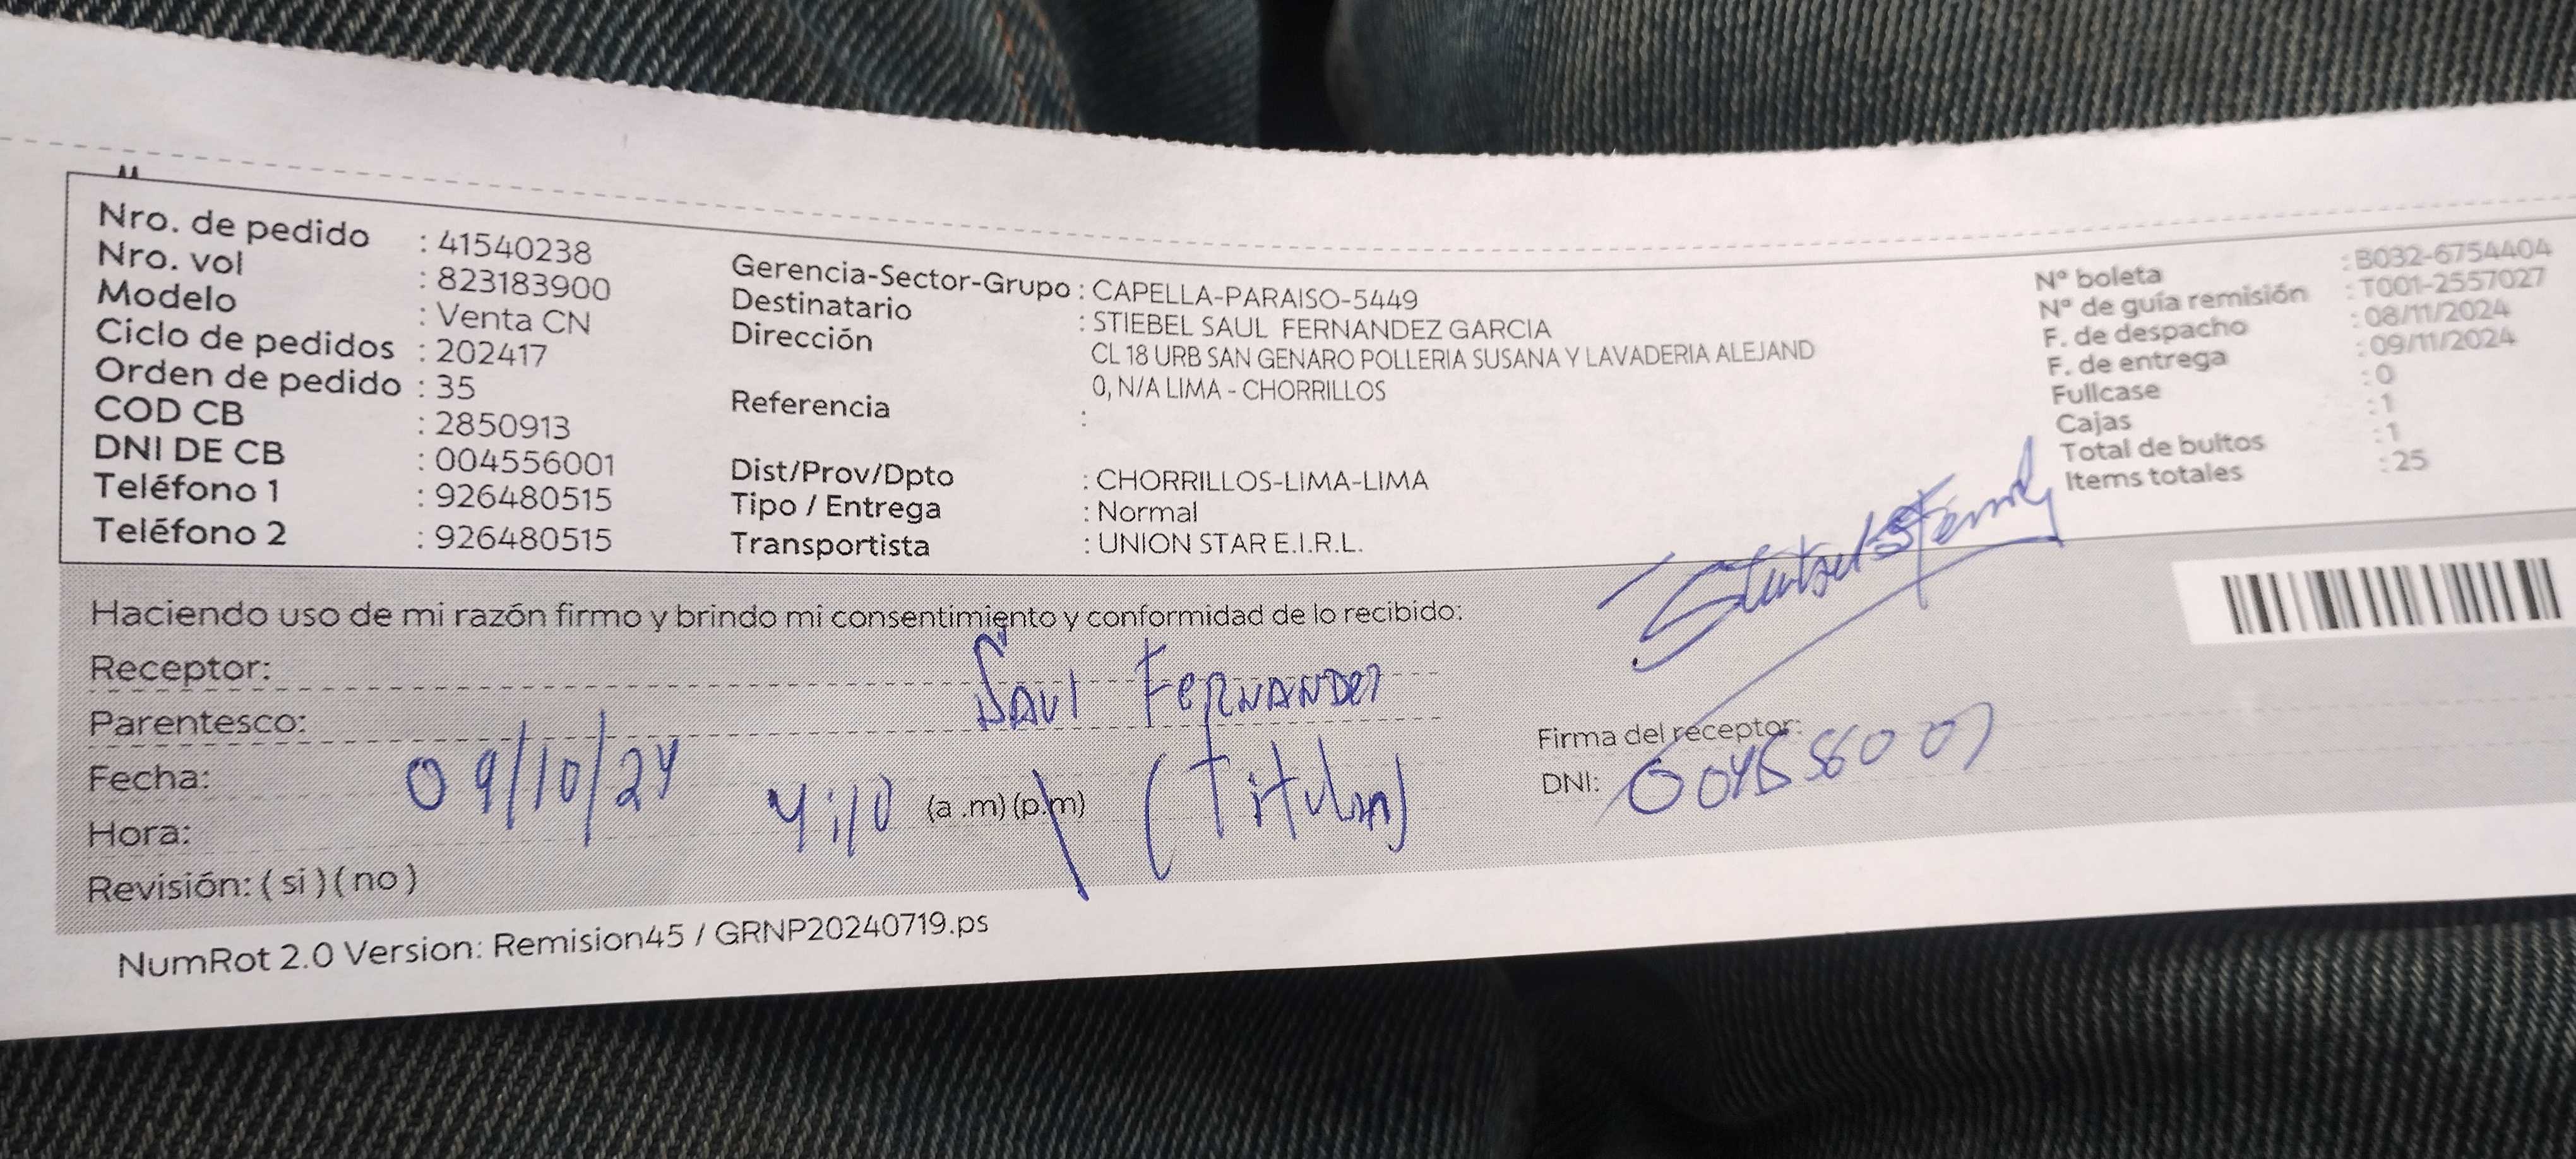 Nro. de pedido : 41540238
Nro. vol : 823183900
Modelo : Venta CN
Ciclo de pedidos : 202417
Orden de pedido : 35
COD CB : 2850913
DNI DE CB : 004556001
Teléfono 1 : 926480515
Teléfono 2 : 926480515
Gerencia-Sector-Grupo : CAPELLA-PARAISO-5449
Destinatario : STIEBEL SAUL FERNANDEZ GARCIA
Dirección CL 18 URB SAN GENARO POLLERIA SUSANA Y LAVADERIA ALEJAND
0, N/A LIMA - CHORRILLOS
Referencia :
Dist/Prov/Dpto : CHORRILLOS-LIMA-LIMA
Tipo / Entrega : Normal
Transportista : UNION STAR E.I.R.L.
N° boleta : B032-6754404
N° de guía remisión : T001-2557027
F. de despacho : 08/11/2024
F. de entrega : 09/11/2024
Fullcase : 0
Cajas : 1
Total de bultos : 1
Items totales : 25
Haciendo uso de mi razón firmo y brindo mi consentimiento y conformidad de lo recibido:
Receptor: SAUL FERNANDEZ
Parentesco: (Titular)
Fecha: 09/10/24
Hora: 4:10 (a .m) (p.m)
Revisión: ( si ) ( no )
Firma del receptor:
DNI: 004556001
NumRot 2.0 Version: Remision45 / GRNP20240719.ps